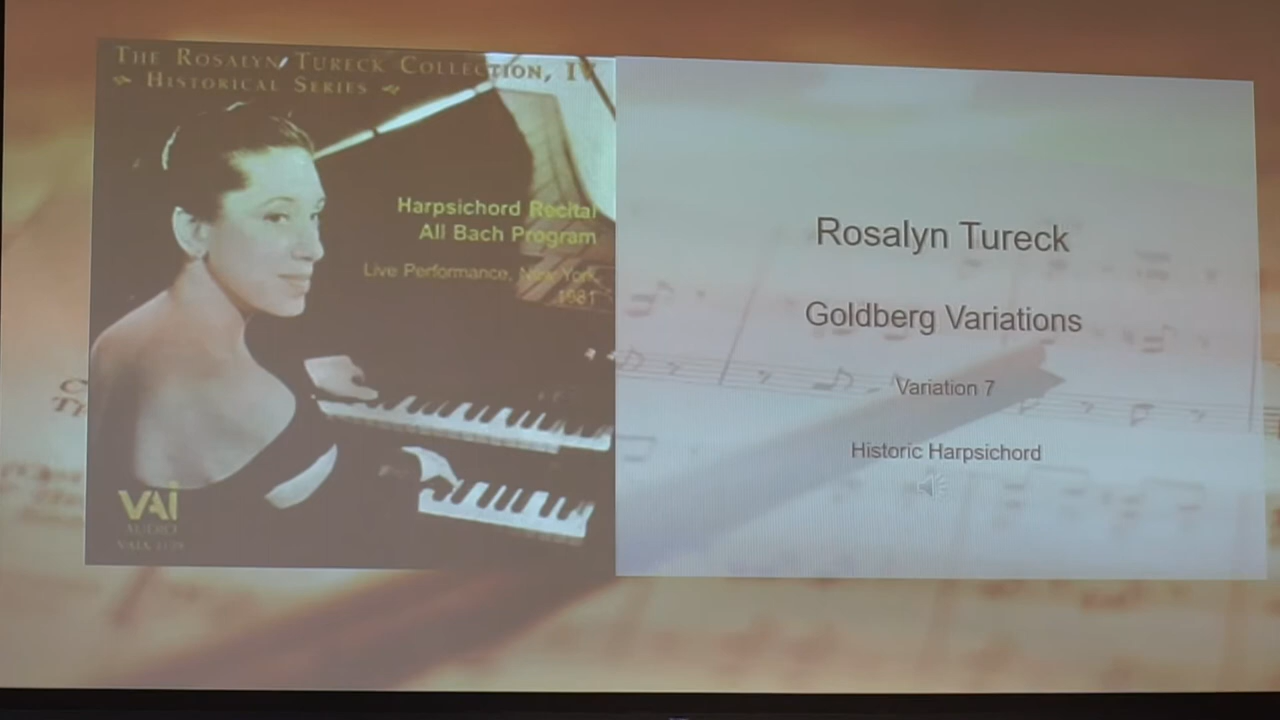 THE ROSALYN TURECK COLLECTION, IV
HISTORICAL SERIES
Harpsichord Recital
All Bach Program
Live Performance, New York,
1981
VAI
AUDIO
Rosalyn Tureck
Goldberg Variations
Variation 7
Historic Harpsichord